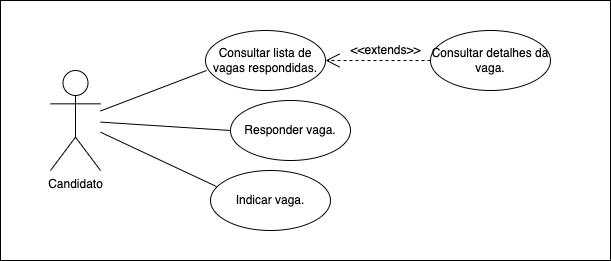 Consultar lista de
vagas respondidas.
<<extends>>
Consultar detalhes da
vaga.
Responder vaga.
Candidato
Indicar vaga.